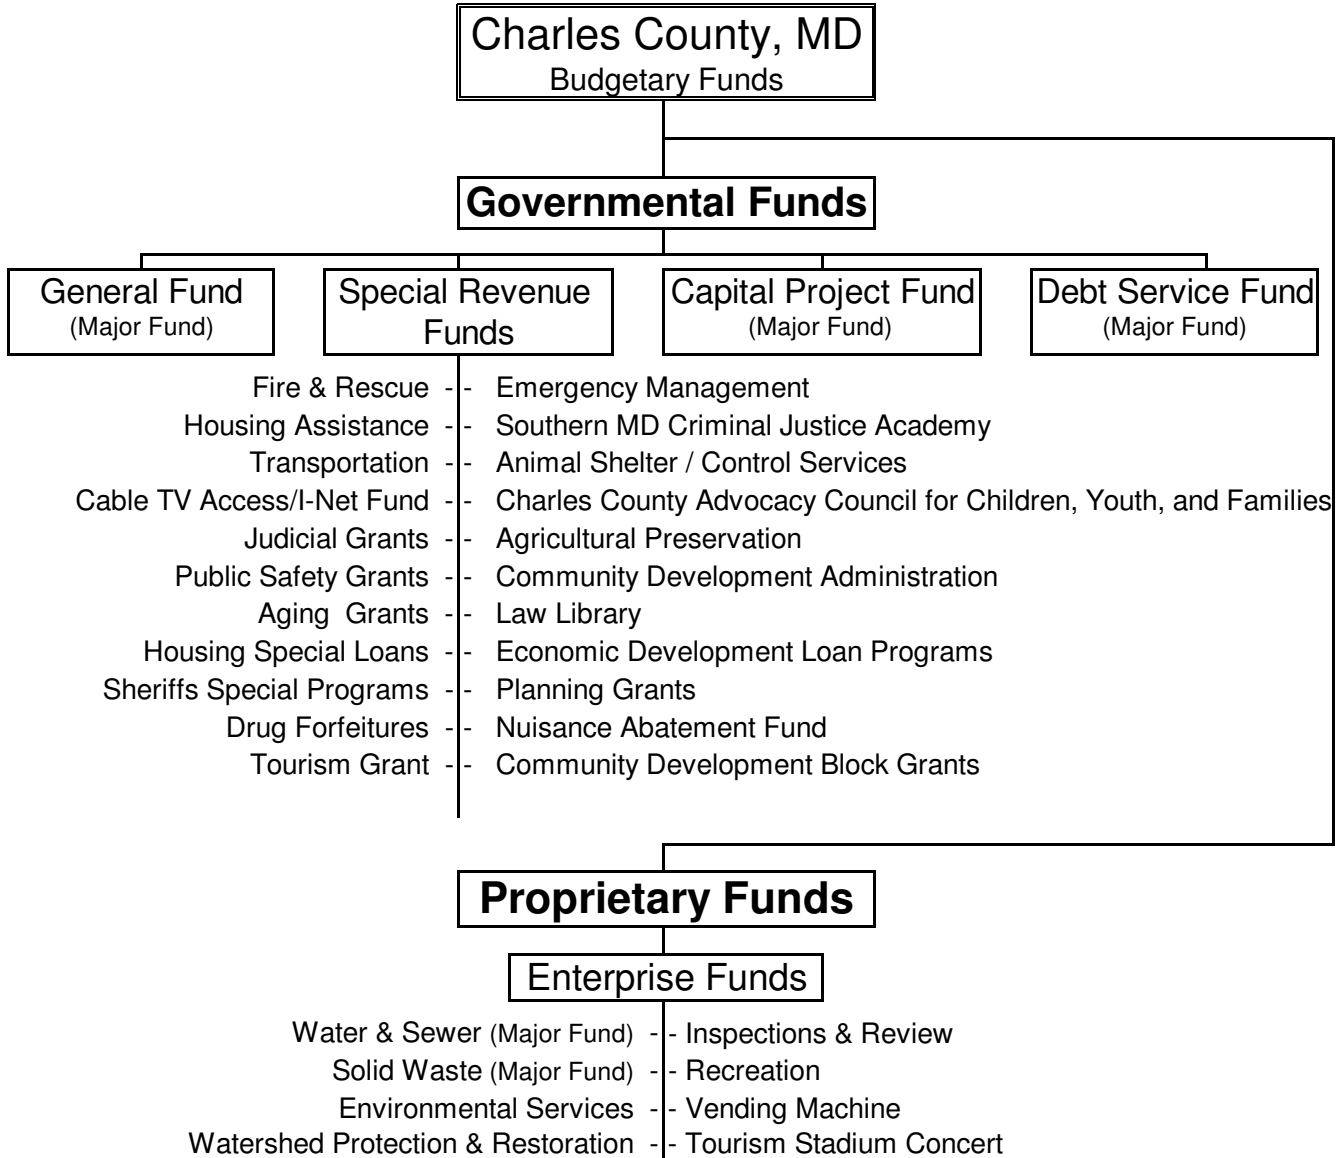 Charles County, MD
Budgetary Funds
Governmental Funds
General Fund
(Major Fund)
Special Revenue
Funds
Capital Project Fund
(Major Fund)
Debt Service Fund
(Major Fund)
Fire & Rescue - - Emergency Management
Housing Assistance - - Southern MD Criminal Justice Academy
Transportation - - Animal Shelter / Control Services
Cable TV Access/I-Net Fund - - Charles County Advocacy Council for Children, Youth, and Families
Judicial Grants - - Agricultural Preservation
Public Safety Grants - - Community Development Administration
Aging Grants - - Law Library
Housing Special Loans - - Economic Development Loan Programs
Sheriffs Special Programs - - Planning Grants
Drug Forfeitures - - Nuisance Abatement Fund
Tourism Grant - - Community Development Block Grants
Proprietary Funds
Enterprise Funds
Water & Sewer (Major Fund) - - Inspections & Review
Solid Waste (Major Fund) - - Recreation
Environmental Services - - Vending Machine
Watershed Protection & Restoration - - Tourism Stadium Concert